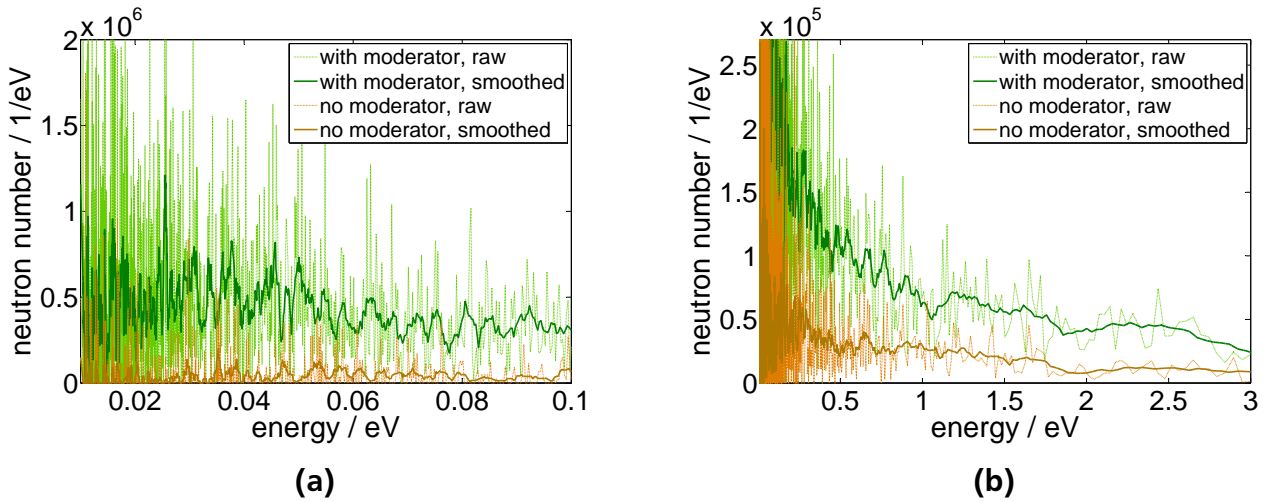 x 10^6
2
1.5
1
0.5
0
neutron number / 1/eV
with moderator, raw
with moderator, smoothed
no moderator, raw
no moderator, smoothed
0.02 0.04 0.06 0.08 0.1
energy / eV
(a)
x 10^5
2.5
2
1.5
1
0.5
0
neutron number / 1/eV
with moderator, raw
with moderator, smoothed
no moderator, raw
no moderator, smoothed
0.5 1 1.5 2 2.5 3
energy / eV
(b)